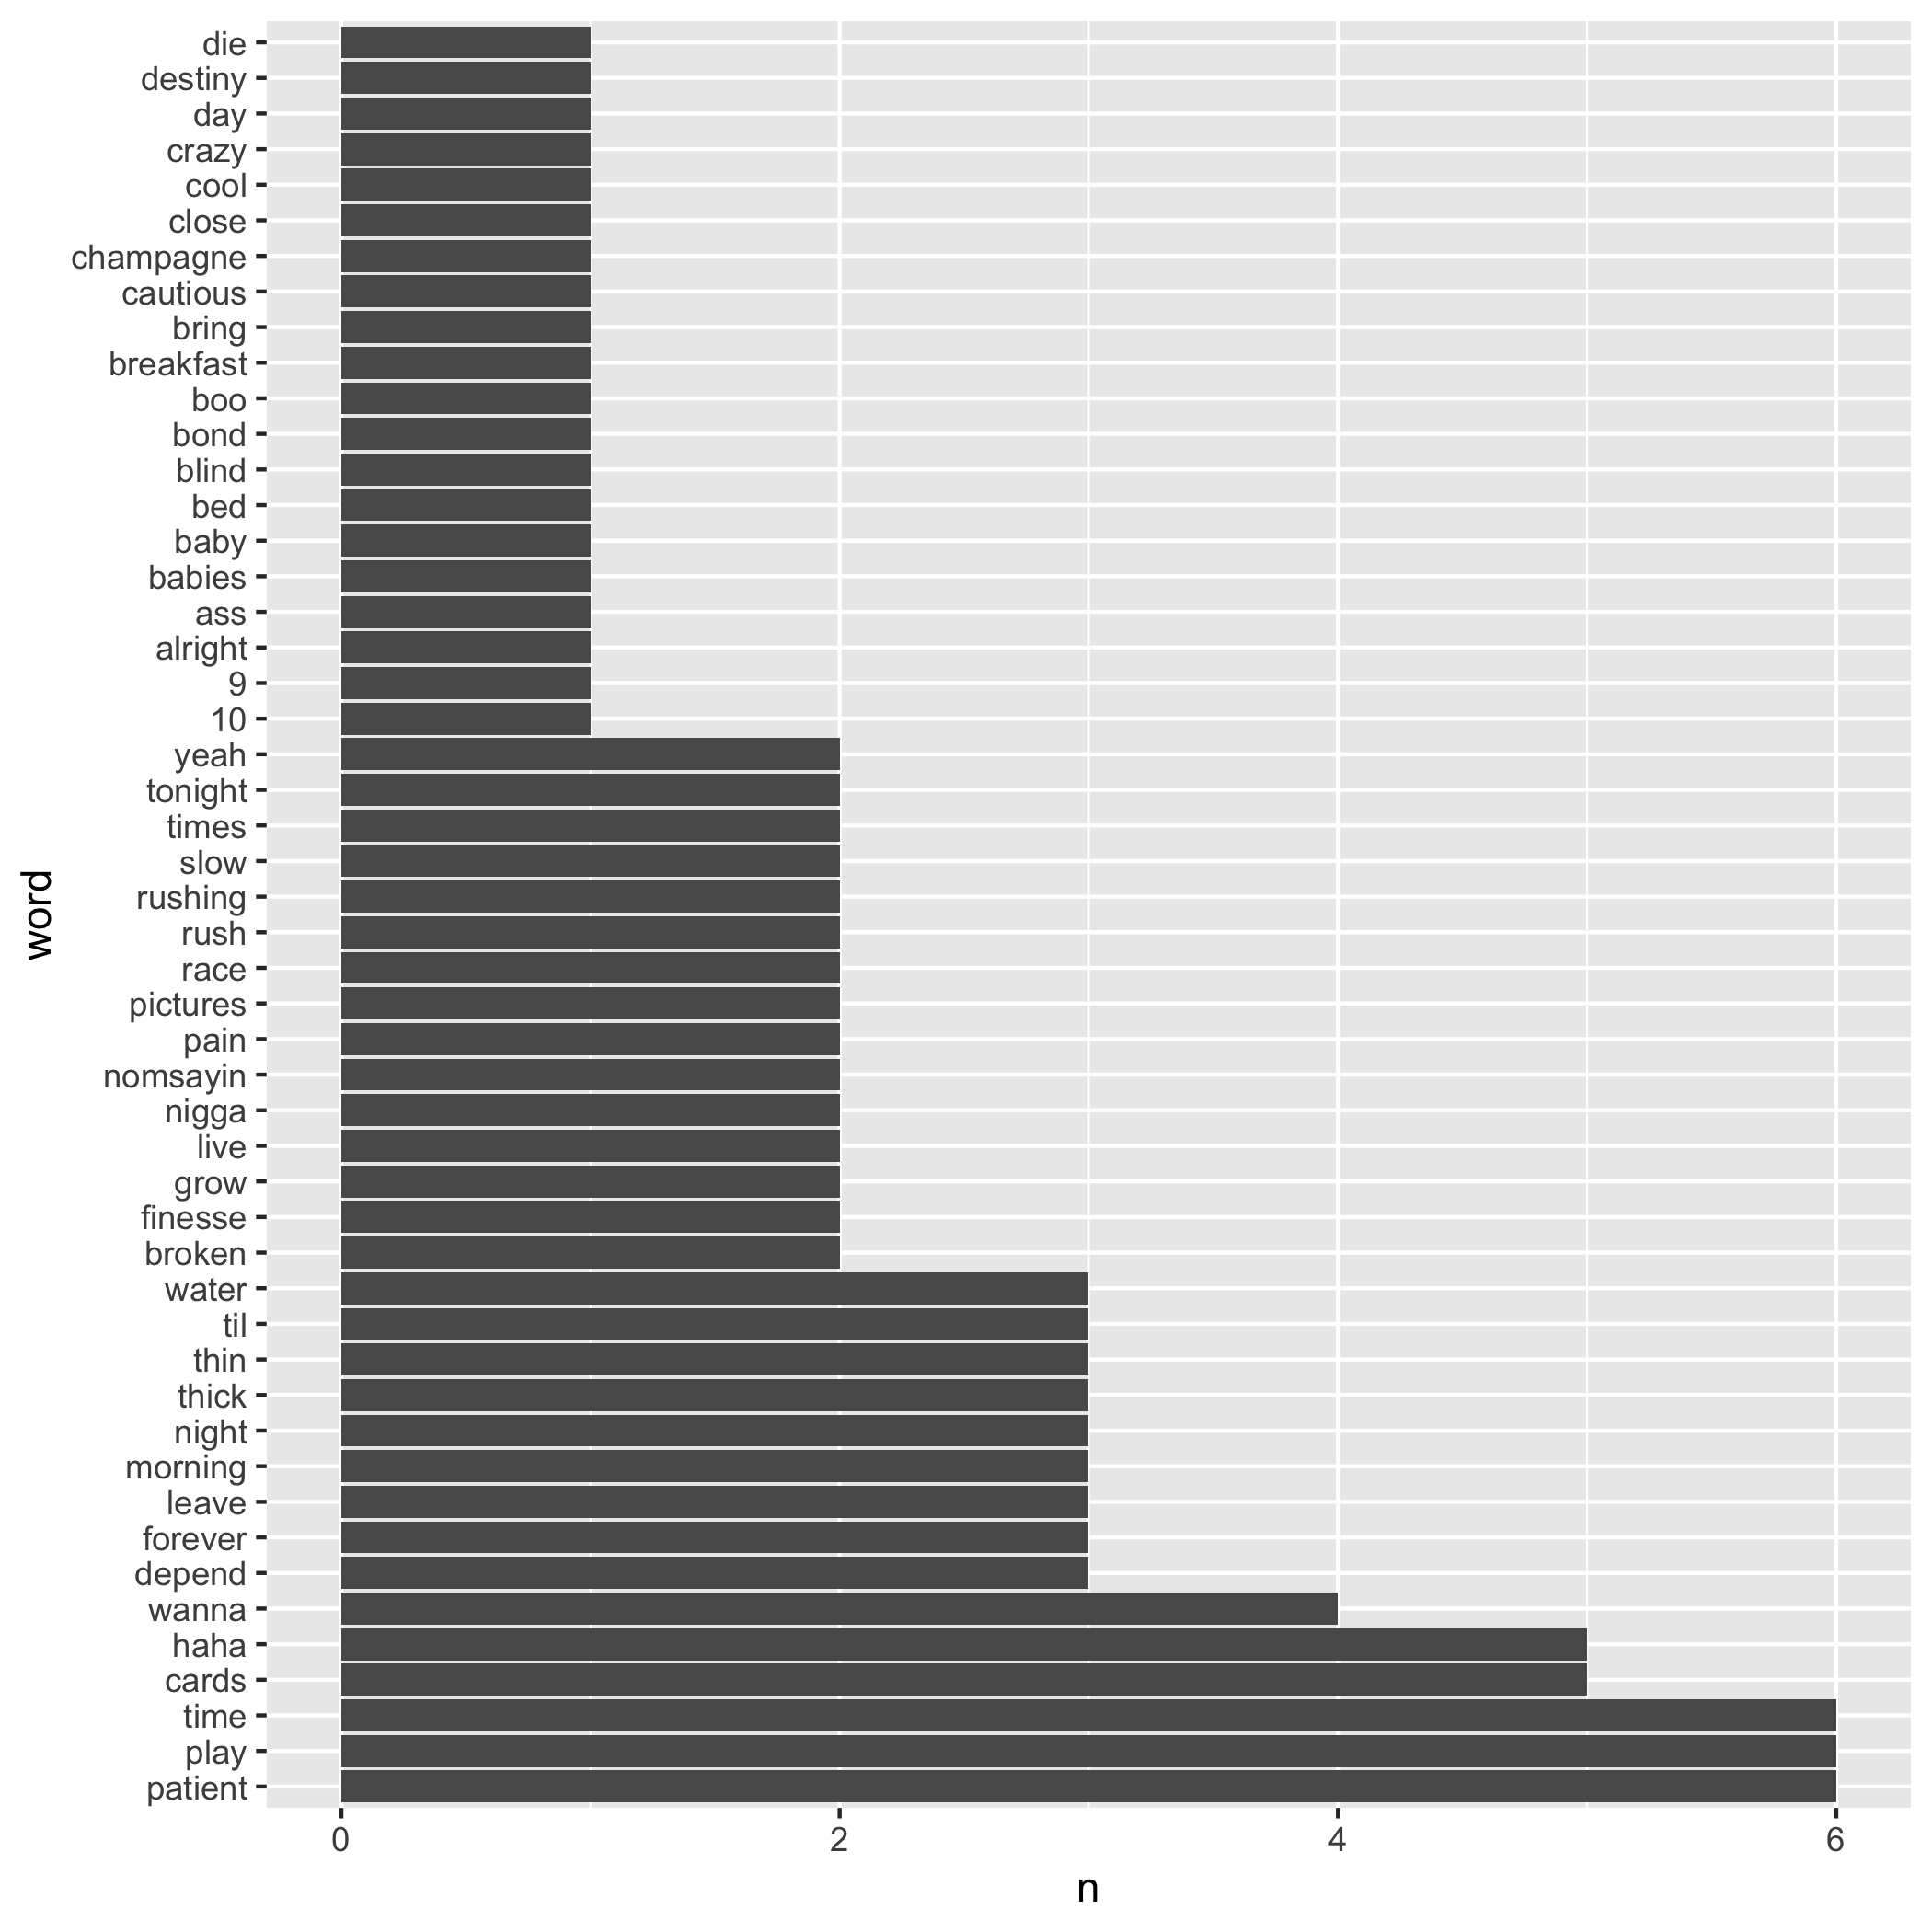 die
destiny
day
crazy
cool
close
champagne
cautious
bring
breakfast
boo
bond
blind
bed
baby
babies
ass
alright
9
10
yeah
tonight
times
slow
rushing
rush
race
pictures
pain
nomsayin
nigga
live
grow
finesse
broken
water
til
thin
thick
night
morning
leave
forever
depend
wanna
haha
cards
time
play
patient
word
0 2 4 6
n